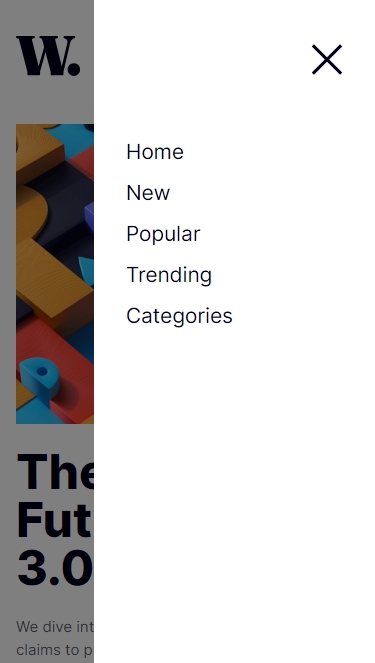 W.
Home
New
Popular
Trending
Categories
The
Fut
3.0
We dive int
claims to p